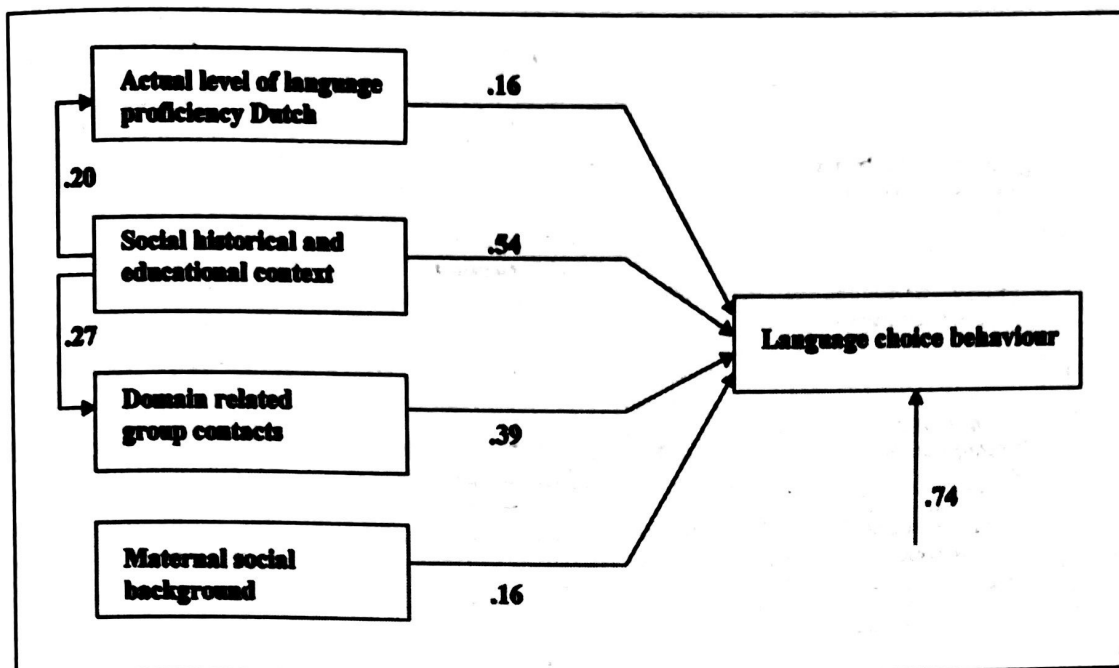 Actual level of language
proficiency Dutch
.16
.20
Social historical and
educational context
.54
.27
Language choice behaviour
Domain related
group contacts
.39
.74
Maternal social
background
.16